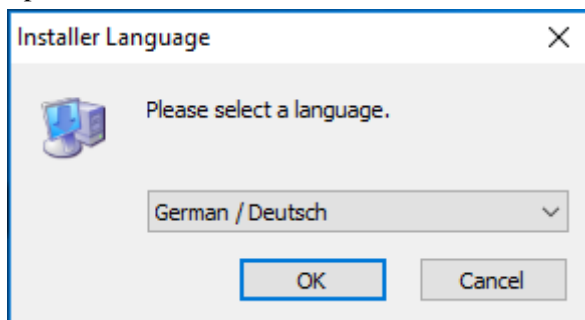 Installer Language
Please select a language.
German / Deutsch
OK
Cancel